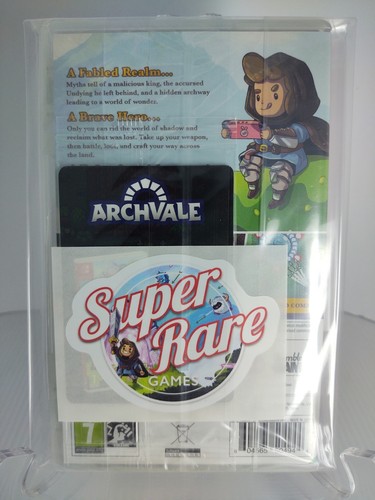 A Fabled Realm...
Myths tell of a malicious king, the accursed
Undying he left behind, and a hidden archway
leading to a world of wonder.
A Brave Hero...
Only you can rid the world of shadow and
reclaim what was lost. Take up your weapon,
then battle, loot, and craft your way across
the land.
ARCHVALE
Super
Rare
GAMES
7